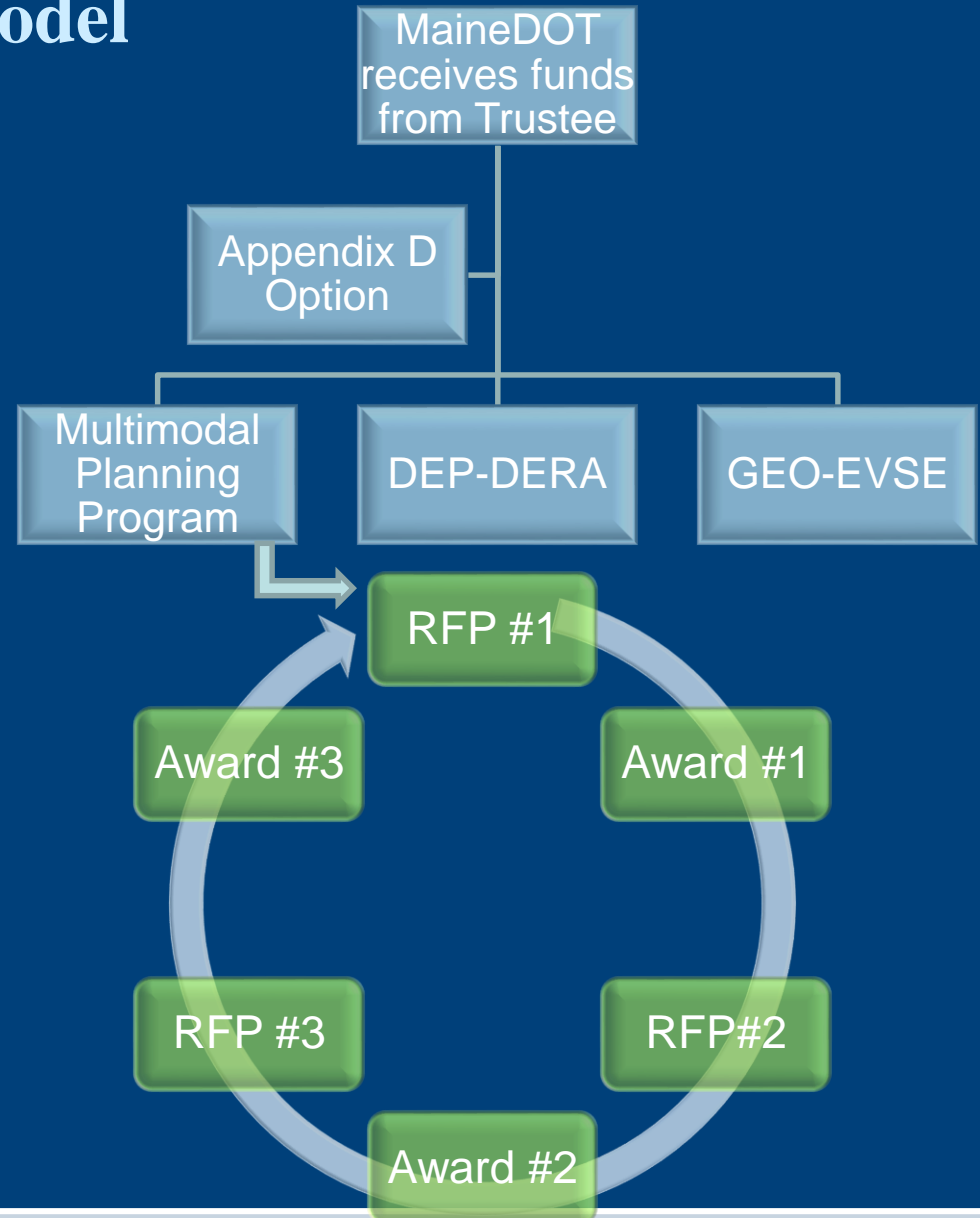 odel
MaineDOT
receives funds
from Trustee
Appendix D
Option
Multimodal
Planning
Program
DEP-DERA
GEO-EVSE
RFP #1
Award #1
RFP#2
Award #2
RFP #3
Award #3